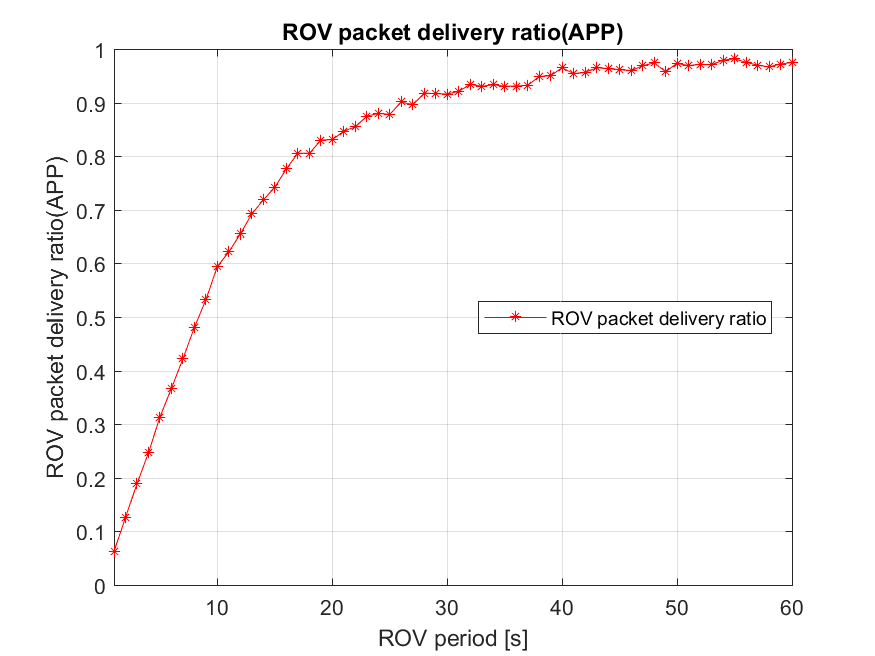 ROV packet delivery ratio(APP)
1
0.9
0.8
0.7
0.6
0.5
0.4
0.3
0.2
0.1
0
ROV packet delivery ratio(APP)
ROV packet delivery ratio
10 20 30 40 50 60
ROV period [s]